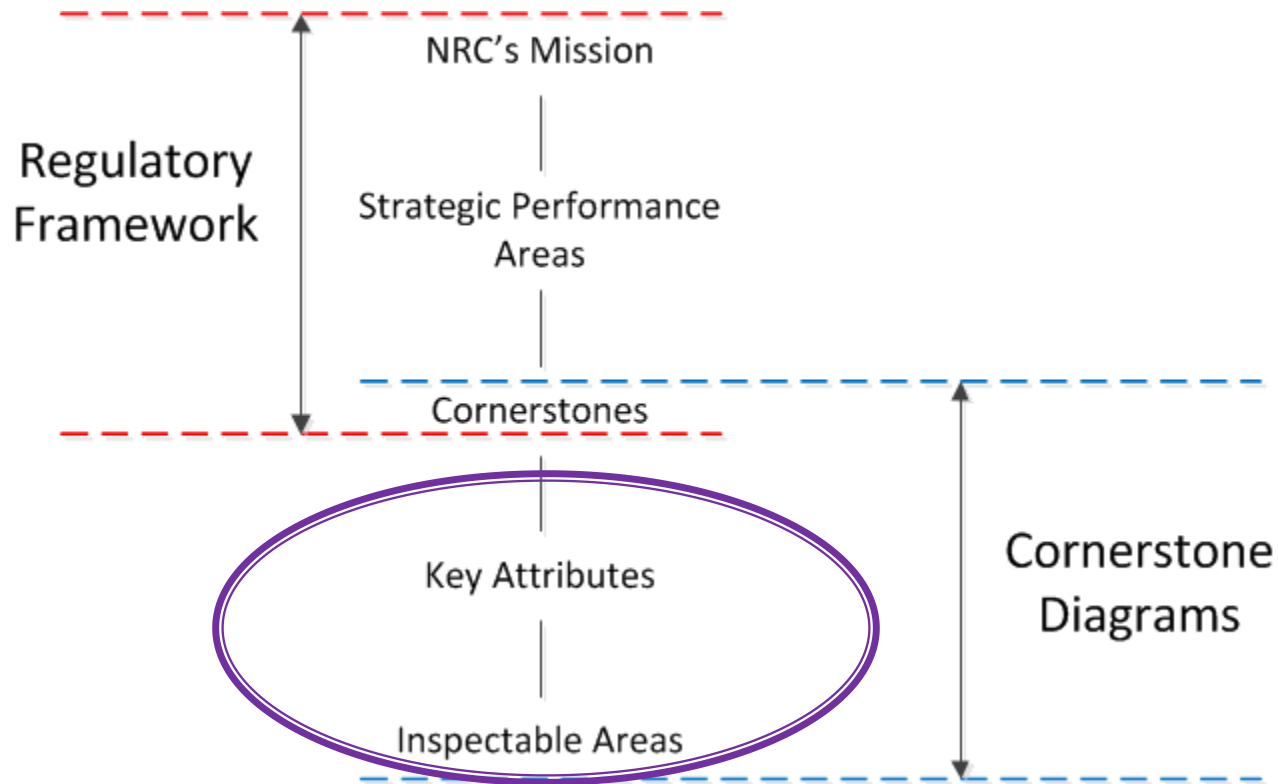 NRC's Mission
Regulatory
Framework
Strategic Performance
Areas
Cornerstones
Key Attributes
Cornerstone
Diagrams
Inspectable Areas